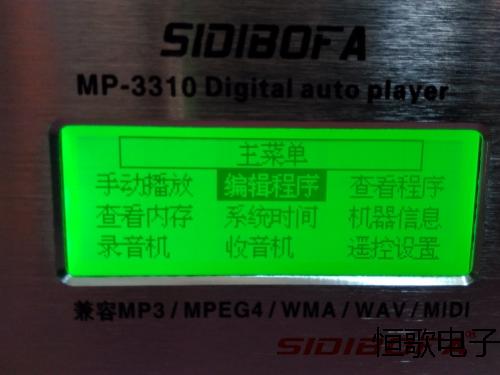 SIDIBOFA
MP-3310 Digital auto player
主菜单
手动播放 编辑程序 查看程序
查看内存 系统时间 机器信息
录音机 收音机 遥控设置
兼容MP3/MPEG4/WMA/WAV/MIDI
SIDIBOFA
恒歌电子